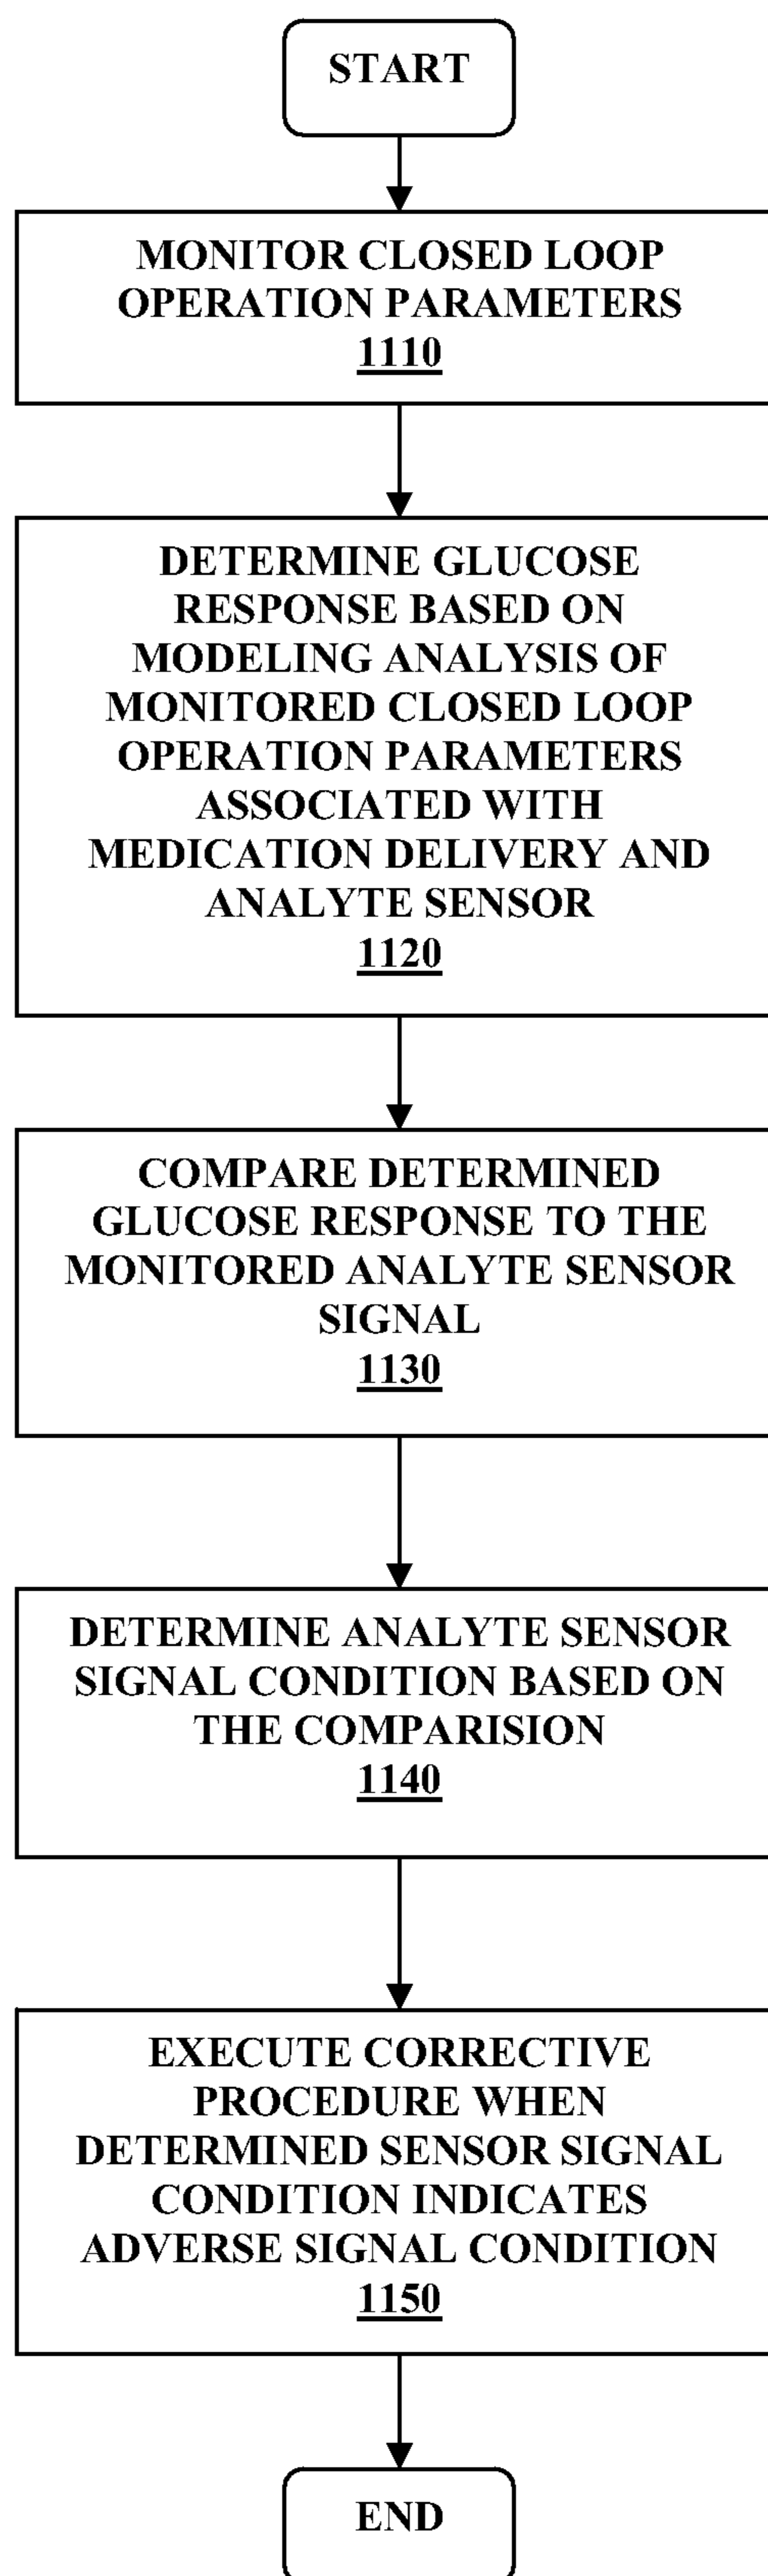 START
MONITOR CLOSED LOOP
OPERATION PARAMETERS
1110
DETERMINE GLUCOSE
RESPONSE BASED ON
MODELING ANALYSIS OF
MONITORED CLOSED LOOP
OPERATION PARAMETERS
ASSOCIATED WITH
MEDICATION DELIVERY AND
ANALYTE SENSOR
1120
COMPARE DETERMINED
GLUCOSE RESPONSE TO THE
MONITORED ANALYTE SENSOR
SIGNAL
1130
DETERMINE ANALYTE SENSOR
SIGNAL CONDITION BASED ON
THE COMPARISION
1140
EXECUTE CORRECTIVE
PROCEDURE WHEN
DETERMINED SENSOR SIGNAL
CONDITION INDICATES
ADVERSE SIGNAL CONDITION
1150
END